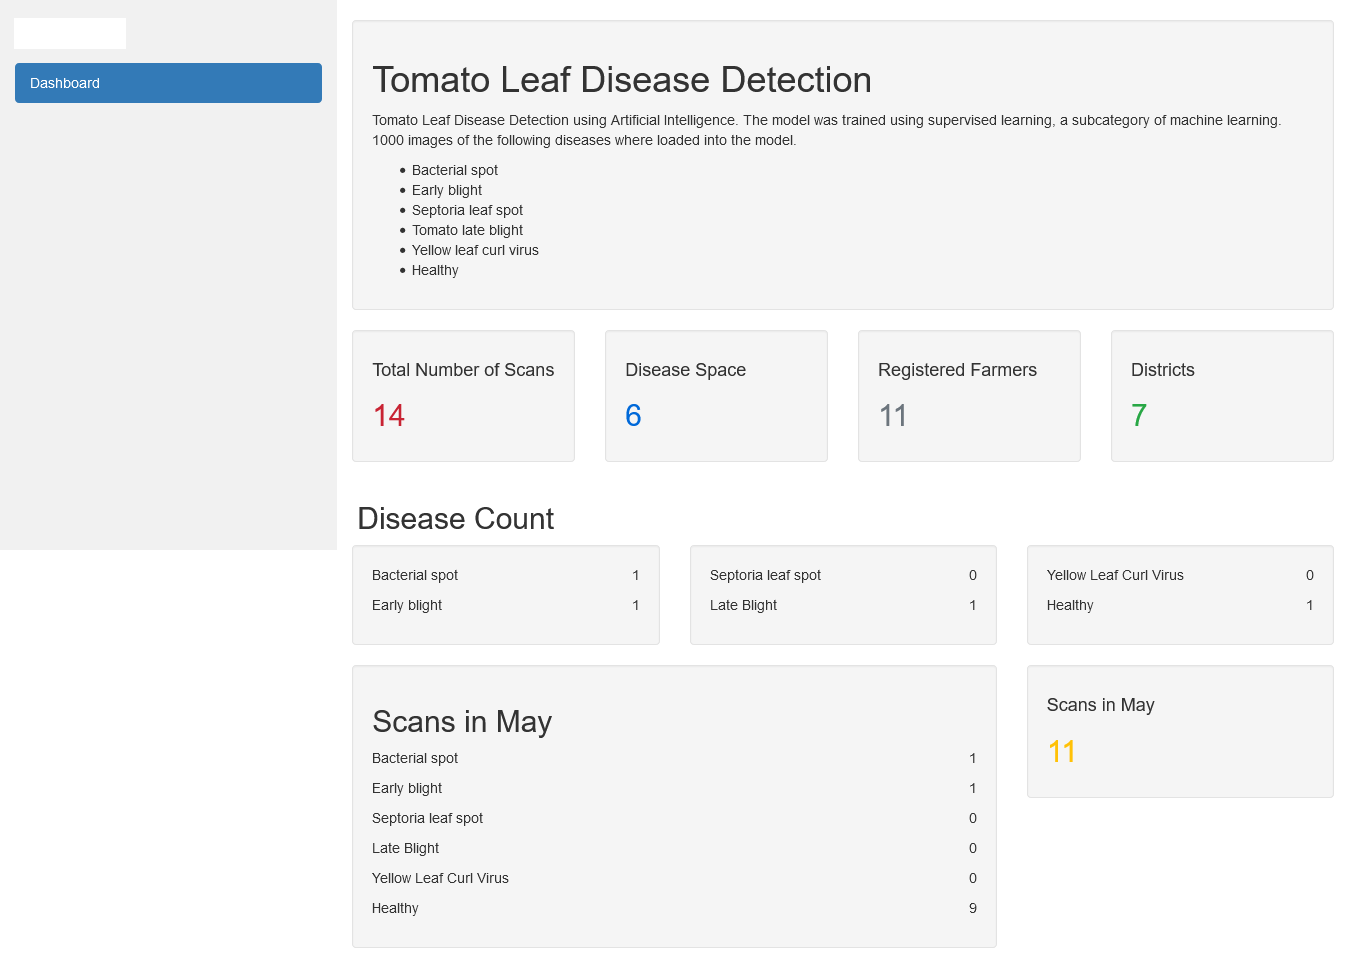 Dashboard
Tomato Leaf Disease Detection
Tomato Leaf Disease Detection using Artificial Intelligence. The model was trained using supervised learning, a subcategory of machine learning.
1000 images of the following diseases where loaded into the model.
Bacterial spot
Early blight
Septoria leaf spot
Tomato late blight
Yellow leaf curl virus
Healthy
Total Number of Scans
14
Disease Space
6
Registered Farmers
11
Districts
7
Disease Count
Bacterial spot 1
Early blight 1
Septoria leaf spot 0
Late Blight 1
Yellow Leaf Curl Virus 0
Healthy 1
Scans in May
Bacterial spot 1
Early blight 1
Septoria leaf spot 0
Late Blight 0
Yellow Leaf Curl Virus 0
Healthy 9
Scans in May
11